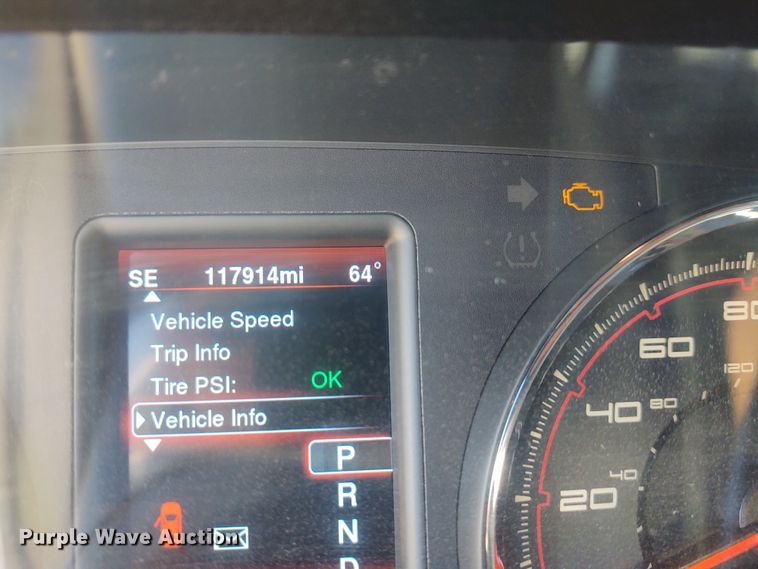 SE 117914mi 64°
Vehicle Speed
Trip Info
Tire PSI: OK
Vehicle Info
P
R
N
D
80
60
120
40 80
40
20
Purple Wave Auction